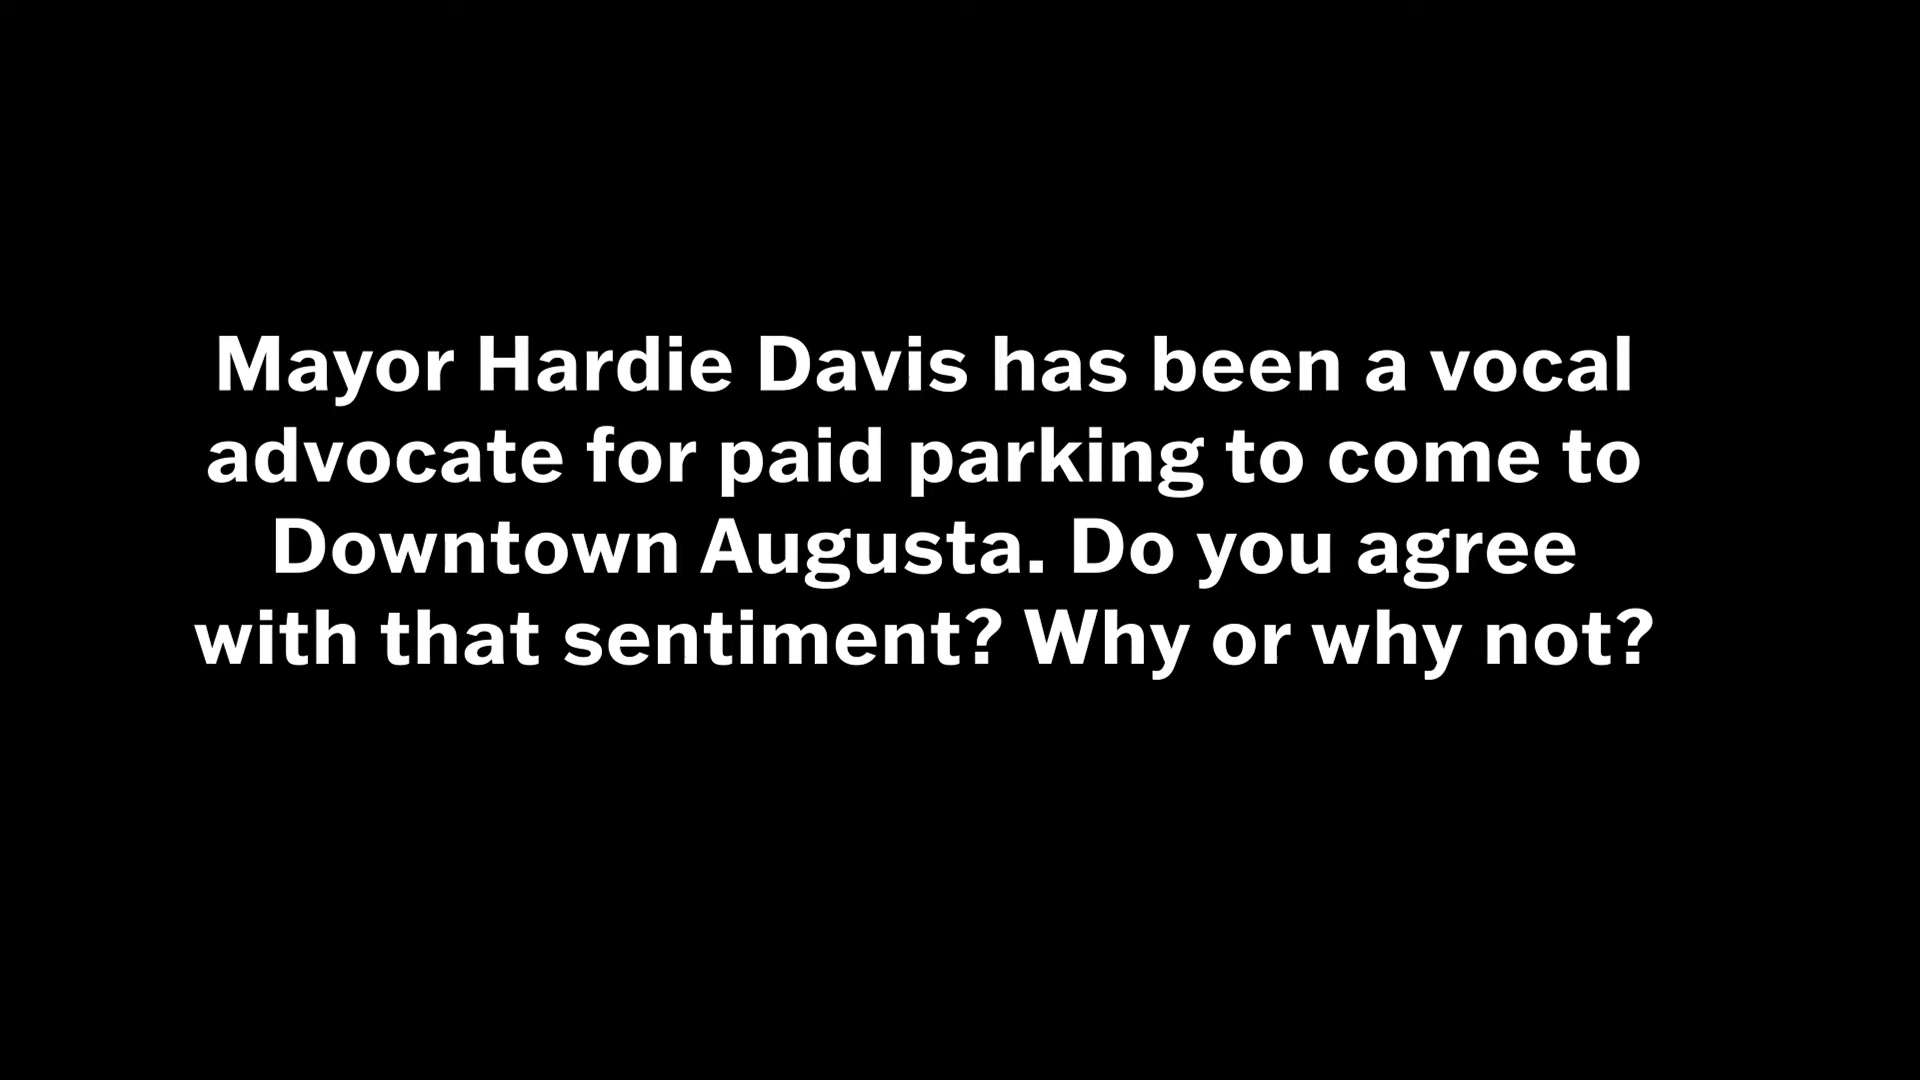 Mayor Hardie Davis has been a vocal
advocate for paid parking to come to
Downtown Augusta. Do you agree
with that sentiment? Why or why not?